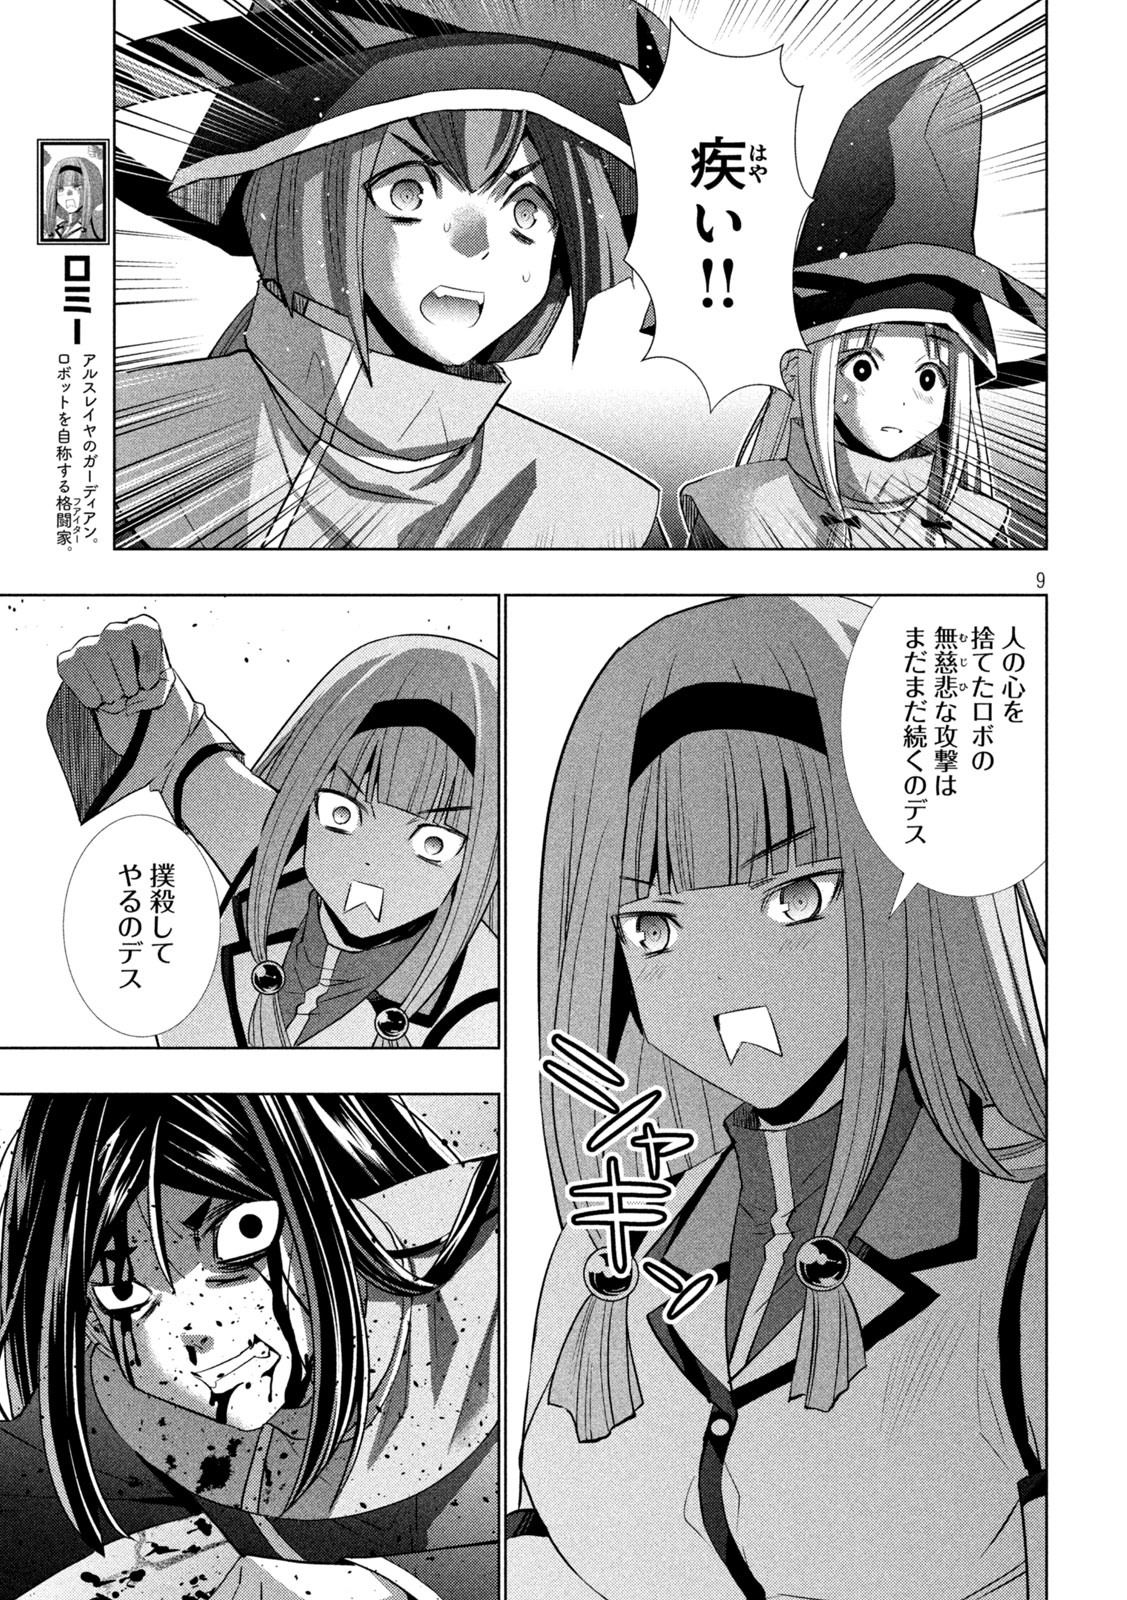 疾い!!
はや
ロミー
アルスレイヤのガーディアン。
ロボットを自称する格闘家。
ファイター
9
人の心を
捨てたロボの
無慈悲な攻撃は
むじひ
まだまだ続くのデス
ミシャキン
撲殺して
やるのデス